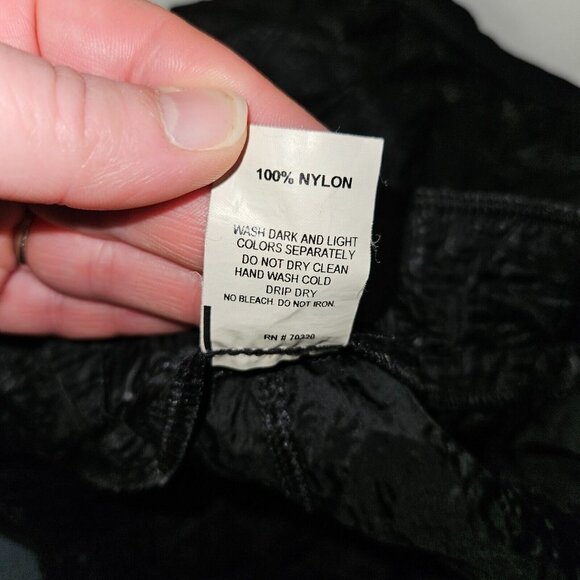 100% NYLON
WASH DARK AND LIGHT
COLORS SEPARATELY
DO NOT DRY CLEAN
HAND WASH COLD
DRIP DRY
NO BLEACH. DO NOT IRON.
RN # 70320